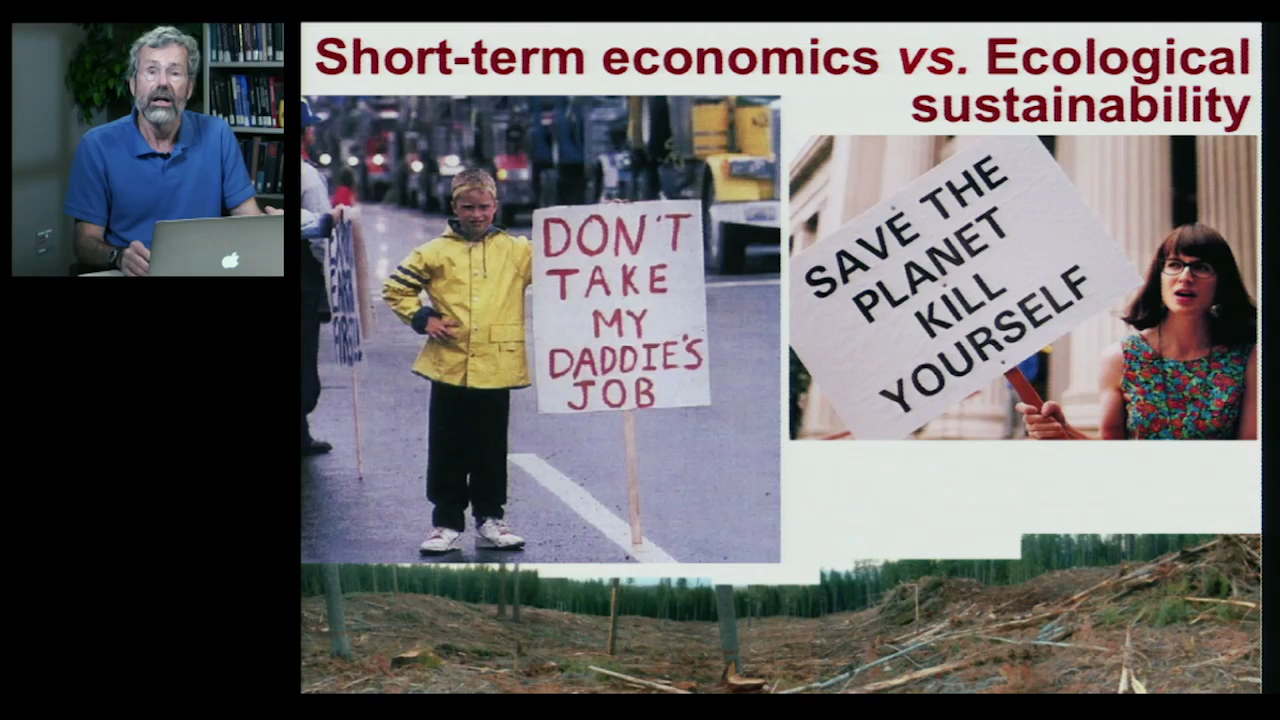 Short-term economics vs. Ecological
sustainability
DON'T
TAKE
MY
DADDIE'S
JOB
SAVE THE
PLANET
KILL
YOURSELF